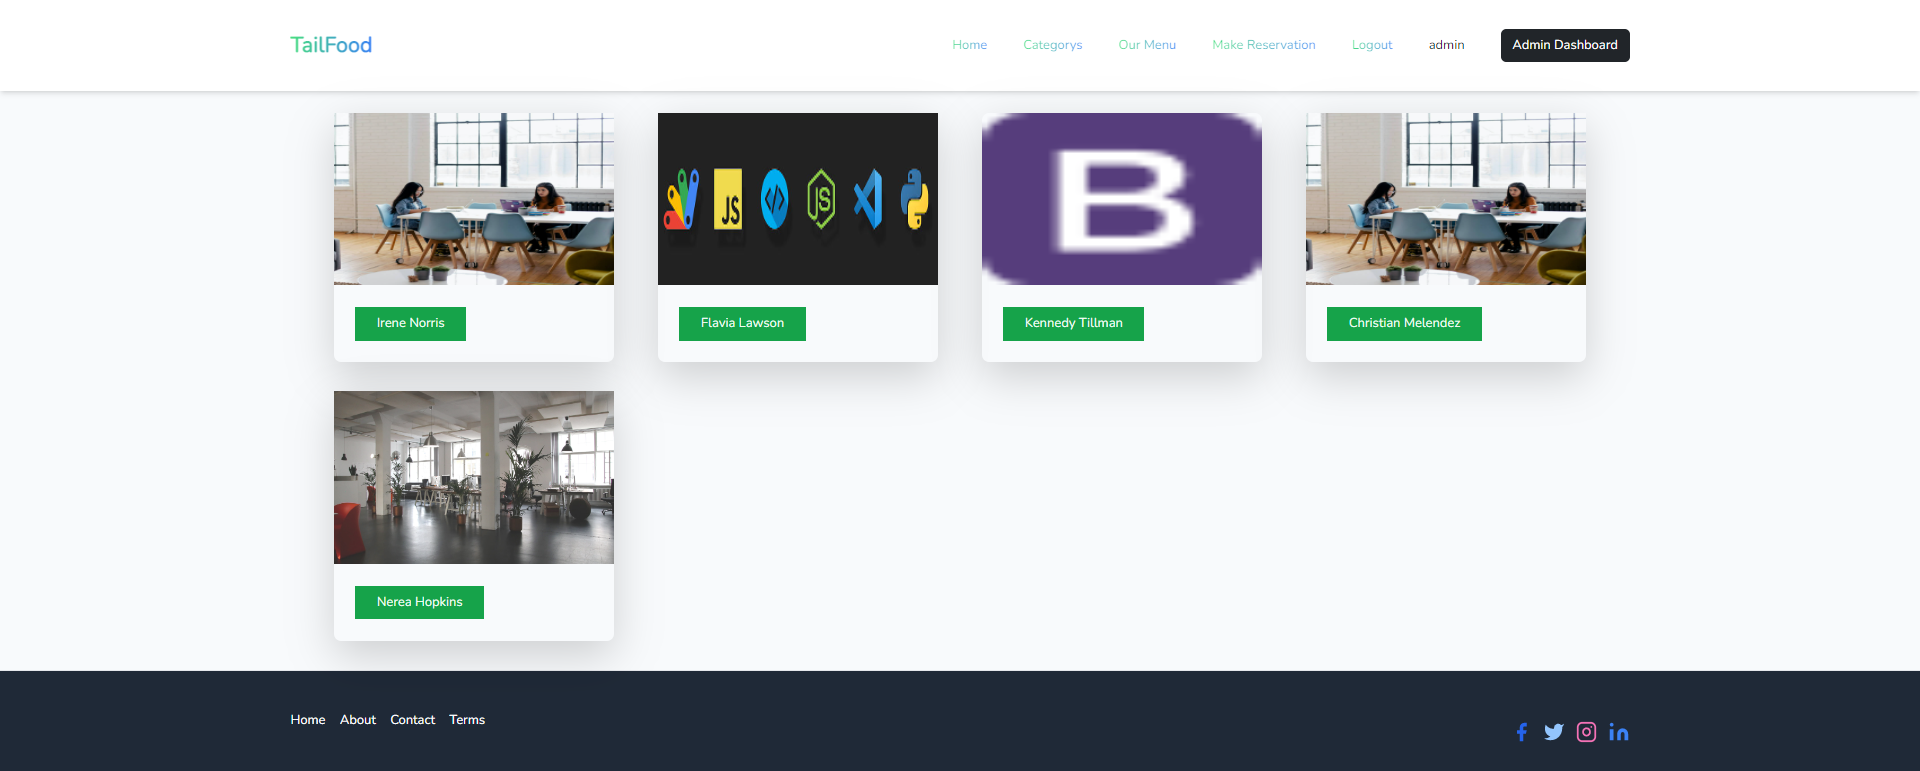 TailFood
Home Categorys Our Menu Make Reservation Logout admin Admin Dashboard
JS JS B
Irene Norris Flavia Lawson Kennedy Tillman Christian Melendez
Nerea Hopkins
Home About Contact Terms